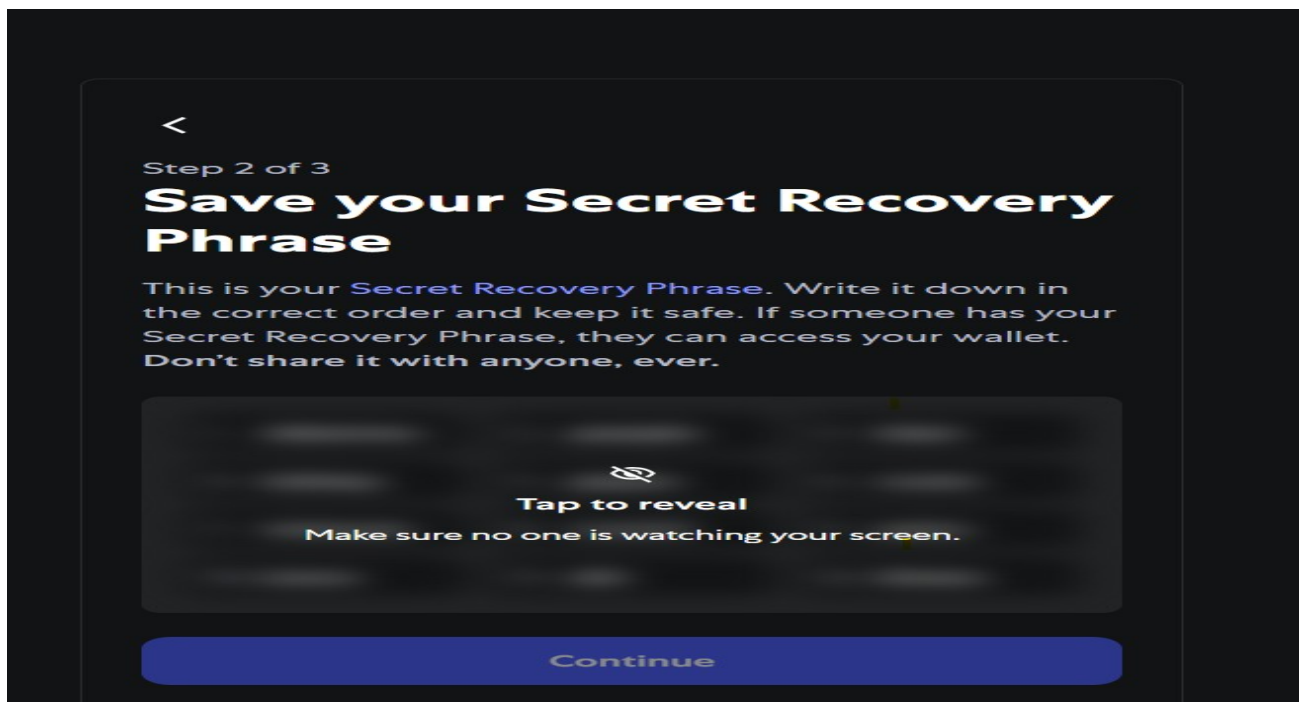 <
Step 2 of 3
Save your Secret Recovery
Phrase
This is your Secret Recovery Phrase. Write it down in
the correct order and keep it safe. If someone has your
Secret Recovery Phrase, they can access your wallet.
Don’t share it with anyone, ever.
Tap to reveal
Make sure no one is watching your screen.
Continue